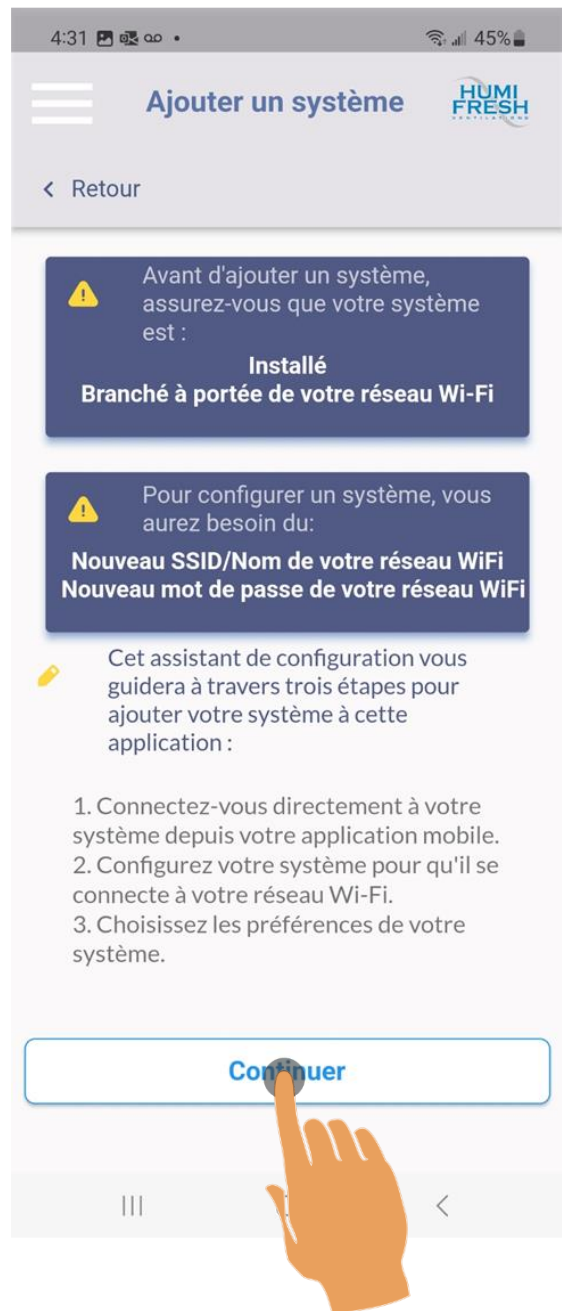 4:31 45%
Ajouter un système
HUMI
FRESH
Retour
Avant d'ajouter un système,
assurez-vous que votre système
est :
Installé
Branché à portée de votre réseau Wi-Fi
Pour configurer un système, vous
aurez besoin du:
Nouveau SSID/Nom de votre réseau WiFi
Nouveau mot de passe de votre réseau WiFi
Cet assistant de configuration vous
guidera à travers trois étapes pour
ajouter votre système à cette
application :
1. Connectez-vous directement à votre
système depuis votre application mobile.
2. Configurez votre système pour qu'il se
connecte à votre réseau Wi-Fi.
3. Choisissez les préférences de votre
système.
Continuer